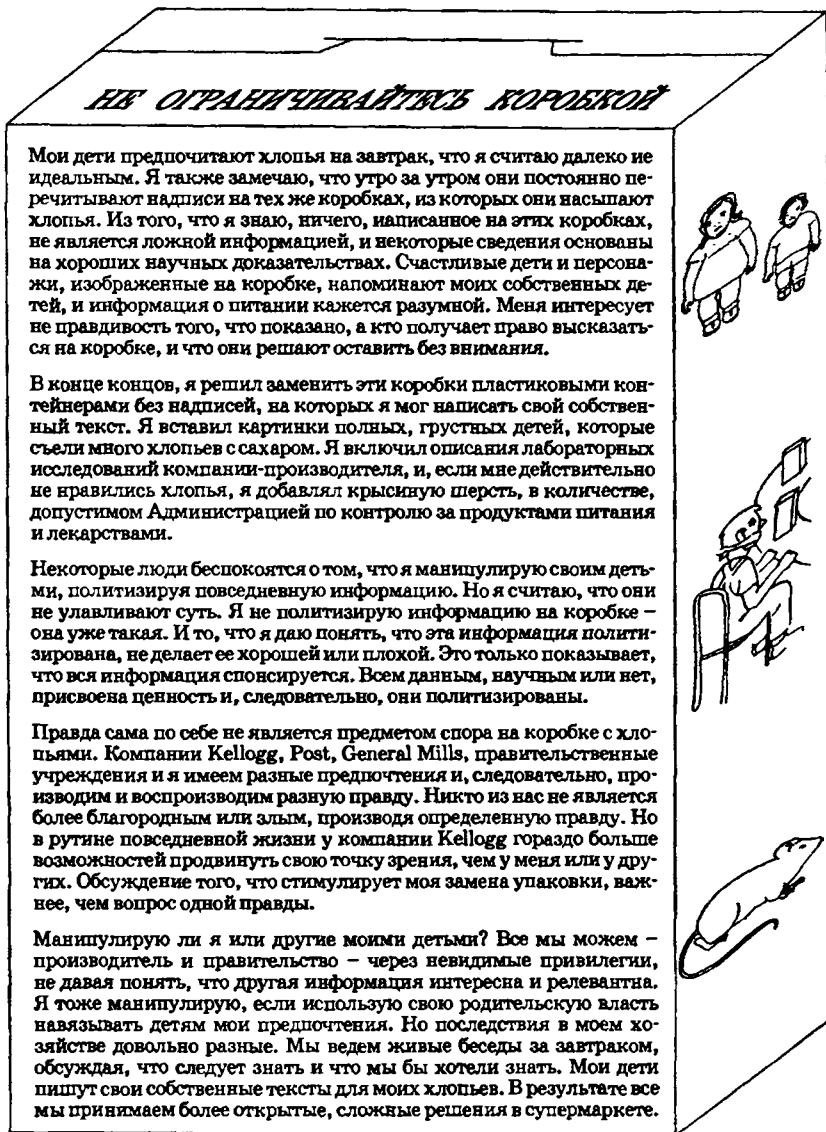 НЕ ОГРАНИЧИВАЙТЕСЬ КОРОБКОЙ
Мои дети предпочитают хлопья на завтрак, что я считаю далеко ие
идеальным. Я также замечаю, что утро за утром они постоянно пе-
речитывают надписи на тех же коробках, из которых они насыпают
хлопья. Из того, что я знаю, ничего, иаписанное на этих коробках,
не является ложной информацией, и некоторые сведения основаны
на хороших научных доказательствах. Счастливые дети и персона-
жи, изображенные на коробке, напоминают моих собственных де-
тей, и информация о питании кажется разумной. Меня интересует
не правдивость того, что показано, а кто получает право высказать-
ся на коробке, и что они решают оставить без внимания.
В конце концов, я решил заменить эти коробки пластиковыми кон-
тейнерами без надписей, на которых я мог написать свой собствен-
ный текст. Я вставил картинки полных, грустных детей, которые
съели много хлопьев с сахаром. Я включил описания лабораторных
исследований компании-производителя, и, если мне действительно
не нравились хлопья, я добавлял крысиную шерсть, в количестве,
допустимом Администрацией по контролю за продуктами питания
и лекарствами.
Некоторые люди беспокоятся о том, что я манипулирую своим деть-
ми, политизируя повседневную информацию. Но я считаю, что они
не улавливают суть. Я не политизирую информацию на коробке –
она уже такая. И то, что я даю понять, что эта информация полити-
зирована, не делает ее хорошей или плохой. Это только показывает,
что вся информация спонсируется. Всем данным, научным или нет,
присвоена ценность и, следовательно, они политизированы.
Правда сама по себе не является предметом спора на коробке с хло-
пьями. Компании Kellogg, Post, General Mills, правительственные
учреждения и я имеем разные предпочтения и, следовательно, про-
изводим и воспроизводим разную правду. Никто из нас не является
более благородным или злым, производя определенную правду. Но
в рутине повседневной жизни у компании Kellogg гораздо больше
возможностей продвинуть свою точку зрения, чем у меня или у дру-
гих. Обсуждение того, что стимулирует моя замена упаковки, важ-
нее, чем вопрос одной правды.
Манипулирую ли я или другие моими детьми? Все мы можем –
производитель и правительство – через невидимые привилегии,
не давая понять, что другая информация интересна и релевантна.
Я тоже манипулирую, если использую свою родительскую власть
навязывать детям мои предпочтения. Но последствия в моем хо-
зяйстве довольно разные. Мы ведем живые беседы за завтраком,
обсуждая, что следует знать и что мы бы хотели знать. Мои дети
пишут свои собственные тексты для моих хлопьев. В результате все
мы принимаем более открытые, сложные решения в супермаркете.